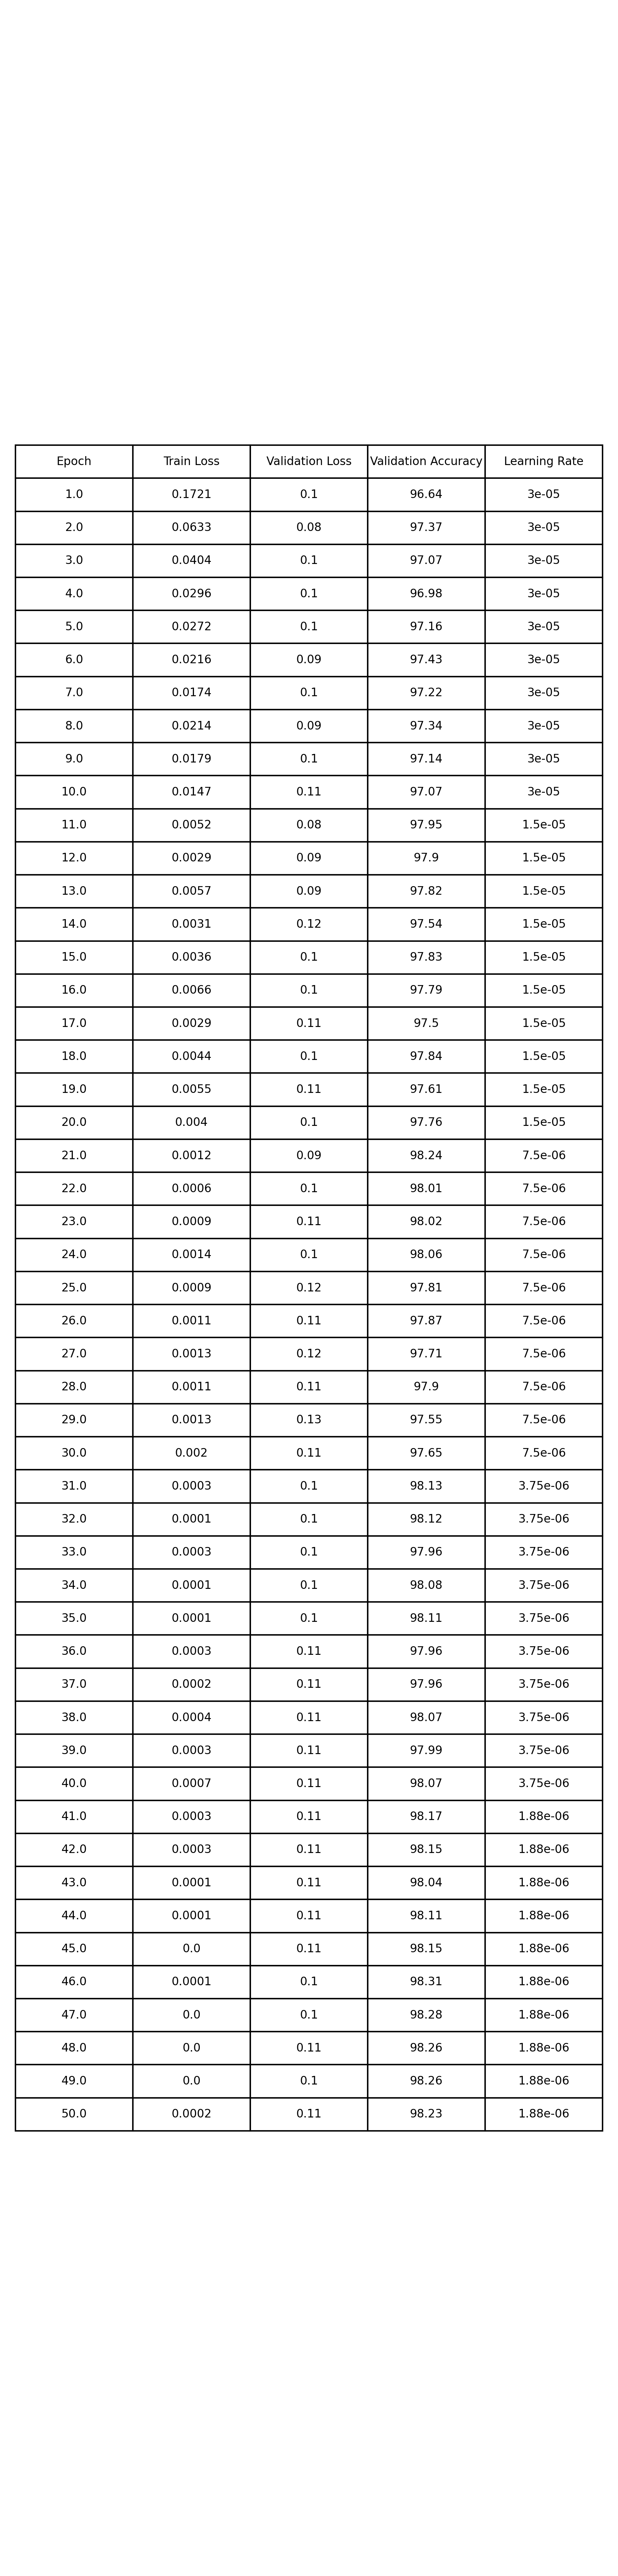 Epoch Train Loss Validation Loss Validation Accuracy Learning Rate
1.0 0.1721 0.1 96.64 3e-05
2.0 0.0633 0.08 97.37 3e-05
3.0 0.0404 0.1 97.07 3e-05
4.0 0.0296 0.1 96.98 3e-05
5.0 0.0272 0.1 97.16 3e-05
6.0 0.0216 0.09 97.43 3e-05
7.0 0.0174 0.1 97.22 3e-05
8.0 0.0214 0.09 97.34 3e-05
9.0 0.0179 0.1 97.14 3e-05
10.0 0.0147 0.11 97.07 3e-05
11.0 0.0052 0.08 97.95 1.5e-05
12.0 0.0029 0.09 97.9 1.5e-05
13.0 0.0057 0.09 97.82 1.5e-05
14.0 0.0031 0.12 97.54 1.5e-05
15.0 0.0036 0.1 97.83 1.5e-05
16.0 0.0066 0.1 97.79 1.5e-05
17.0 0.0029 0.11 97.5 1.5e-05
18.0 0.0044 0.1 97.84 1.5e-05
19.0 0.0055 0.11 97.61 1.5e-05
20.0 0.004 0.1 97.76 1.5e-05
21.0 0.0012 0.09 98.24 7.5e-06
22.0 0.0006 0.1 98.01 7.5e-06
23.0 0.0009 0.11 98.02 7.5e-06
24.0 0.0014 0.1 98.06 7.5e-06
25.0 0.0009 0.12 97.81 7.5e-06
26.0 0.0011 0.11 97.87 7.5e-06
27.0 0.0013 0.12 97.71 7.5e-06
28.0 0.0011 0.11 97.9 7.5e-06
29.0 0.0013 0.13 97.55 7.5e-06
30.0 0.002 0.11 97.65 7.5e-06
31.0 0.0003 0.1 98.13 3.75e-06
32.0 0.0001 0.1 98.12 3.75e-06
33.0 0.0003 0.1 97.96 3.75e-06
34.0 0.0001 0.1 98.08 3.75e-06
35.0 0.0001 0.1 98.11 3.75e-06
36.0 0.0003 0.11 97.96 3.75e-06
37.0 0.0002 0.11 97.96 3.75e-06
38.0 0.0004 0.11 98.07 3.75e-06
39.0 0.0003 0.11 97.99 3.75e-06
40.0 0.0007 0.11 98.07 3.75e-06
41.0 0.0003 0.11 98.17 1.88e-06
42.0 0.0003 0.11 98.15 1.88e-06
43.0 0.0001 0.11 98.04 1.88e-06
44.0 0.0001 0.11 98.11 1.88e-06
45.0 0.0 0.11 98.15 1.88e-06
46.0 0.0001 0.1 98.31 1.88e-06
47.0 0.0 0.1 98.28 1.88e-06
48.0 0.0 0.11 98.26 1.88e-06
49.0 0.0 0.1 98.26 1.88e-06
50.0 0.0002 0.11 98.23 1.88e-06